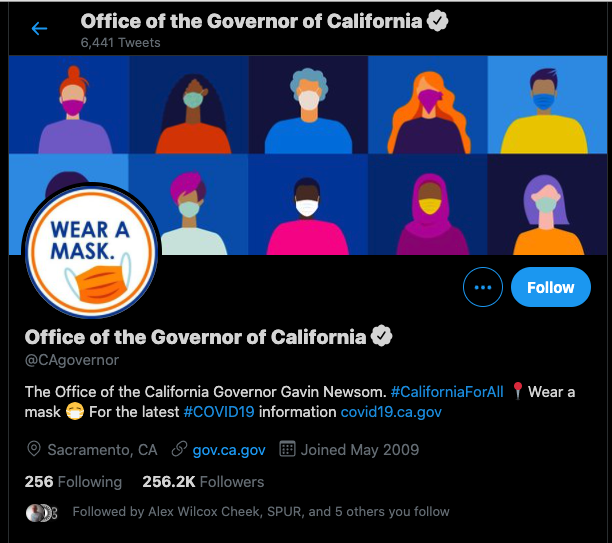 Office of the Governor of California
6,441 Tweets
WEAR A
MASK.
Follow
Office of the Governor of California
@CAgovernor
The Office of the California Governor Gavin Newsom. #CaliforniaForAll 📍Wear a
mask 😷 For the latest #COVID19 information covid19.ca.gov
Sacramento, CA gov.ca.gov Joined May 2009
256 Following 256.2K Followers
Followed by Alex Wilcox Cheek, SPUR, and 5 others you follow